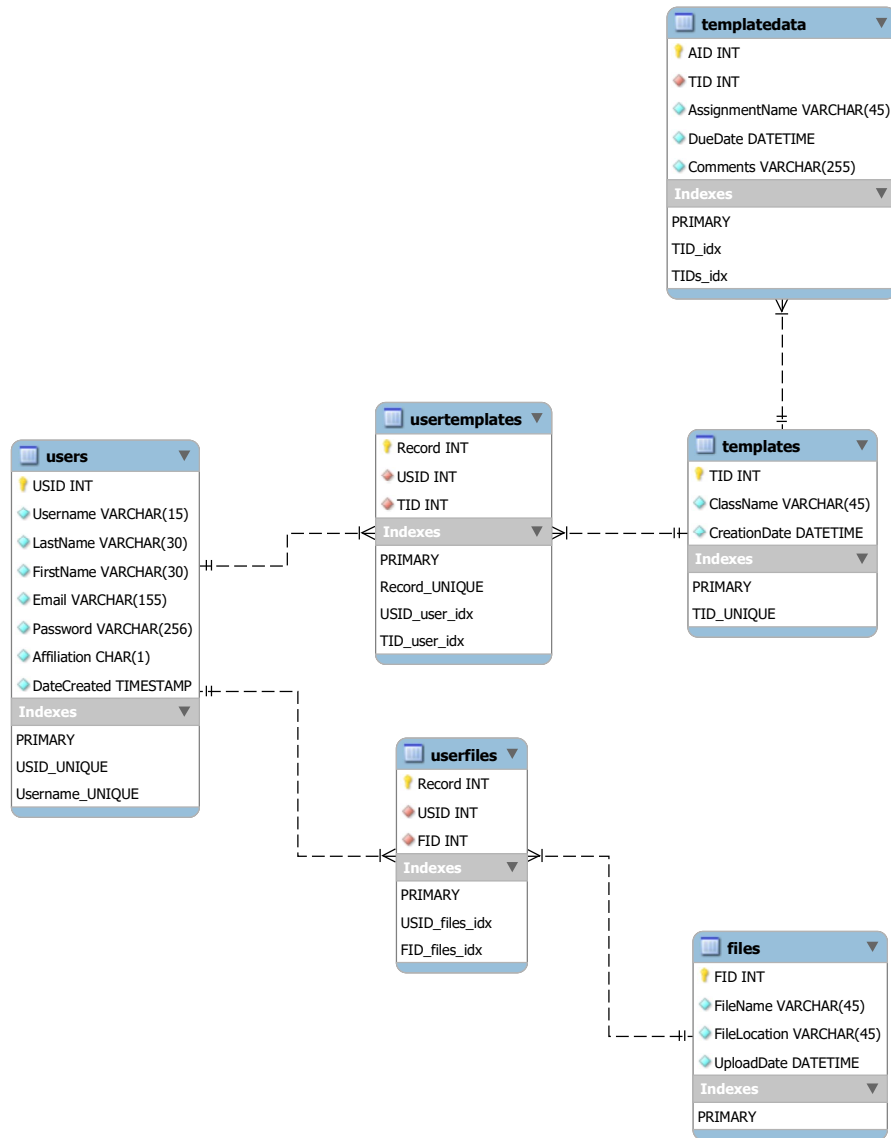 templatedata
AID INT
TID INT
AssignmentName VARCHAR(45)
DueDate DATETIME
Comments VARCHAR(255)
Indexes
PRIMARY
TID_idx
TIDs_idx
usertemplates
Record INT
USID INT
TID INT
Indexes
PRIMARY
Record_UNIQUE
USID_user_idx
TID_user_idx
templates
TID INT
ClassName VARCHAR(45)
CreationDate DATETIME
Indexes
PRIMARY
TID_UNIQUE
users
USID INT
Username VARCHAR(15)
LastName VARCHAR(30)
FirstName VARCHAR(30)
Email VARCHAR(155)
Password VARCHAR(256)
Affiliation CHAR(1)
DateCreated TIMESTAMP
Indexes
PRIMARY
USID_UNIQUE
Username_UNIQUE
userfiles
Record INT
USID INT
FID INT
Indexes
PRIMARY
USID_files_idx
FID_files_idx
files
FID INT
FileName VARCHAR(45)
FileLocation VARCHAR(45)
UploadDate DATETIME
Indexes
PRIMARY